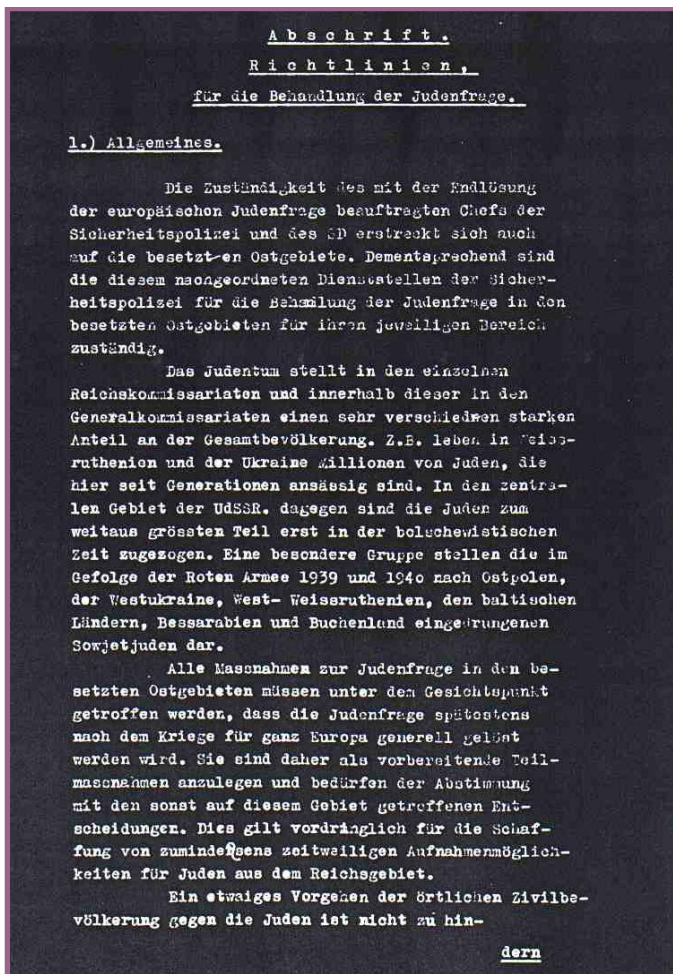 Abschrift.
Richtlinien,
für die Behandlung der Judenfrage.
1.) Allgemeines.
Die Zuständigkeit des mit der Endlösung
der europäischen Judenfrage beauftragten Chefs der
Sicherheitspolizei und des SD erstreckt sich auch
auf die besetzten Ostgebiete. Dementsprechend sind
die diesem nachgeordneten Dienststellen der Sicher-
heitspolizei für die Behandlung der Judenfrage in den
besetzten Ostgebieten für ihren jeweiligen Bereich
zuständig.
Das Judentum stellt in den einzelnen
Reichskommissariaten und innerhalb dieser in den
Generalkommissariaten einen sehr verschiednen starken
Anteil an der Gesamtbevölkerung. Z.B. leben in Weiss-
ruthenien und der Ukraine Millionen von Juden, die
hier seit Generationen ansässig sind. In den zentra-
len Gebiet der UdSSR. dagegen sind die Juden zum
weitaus grössten Teil erst in der bolschewistischen
Zeit zugezogen. Eine besondere Gruppe stellen die im
Gefolge der Roten Armee 1939 und 1940 nach Ostpolen,
der Westukraine, West- Weissruthenien, den baltischen
Ländern, Bessarabien und Buchenland eingedrungenen
Sowjetjuden dar.
Alle Massnahmen zur Judenfrage in den be-
setzten Ostgebieten müssen unter dem Gesichtspunkt
getroffen werden, dass die Judenfrage spätestens
nach dem Kriege für ganz Europa generell gelöst
werden wird. Sie sind daher als vorbereitende Teil-
massnahmen anzulegen und bedürfen der Abstimmung
mit den sonst auf diesem Gebiet getroffenen Ent-
scheidungen. Dies gilt vordringlich für die Schaf-
fung von zumindesens zeitweiligen Aufnahmenmöglich-
keiten für Juden aus dem Reichsgebiet.
Ein etwaiges Vorgehen der örtlichen Zivilbe-
völkerung gegen die Juden ist nicht zu hin-
dern